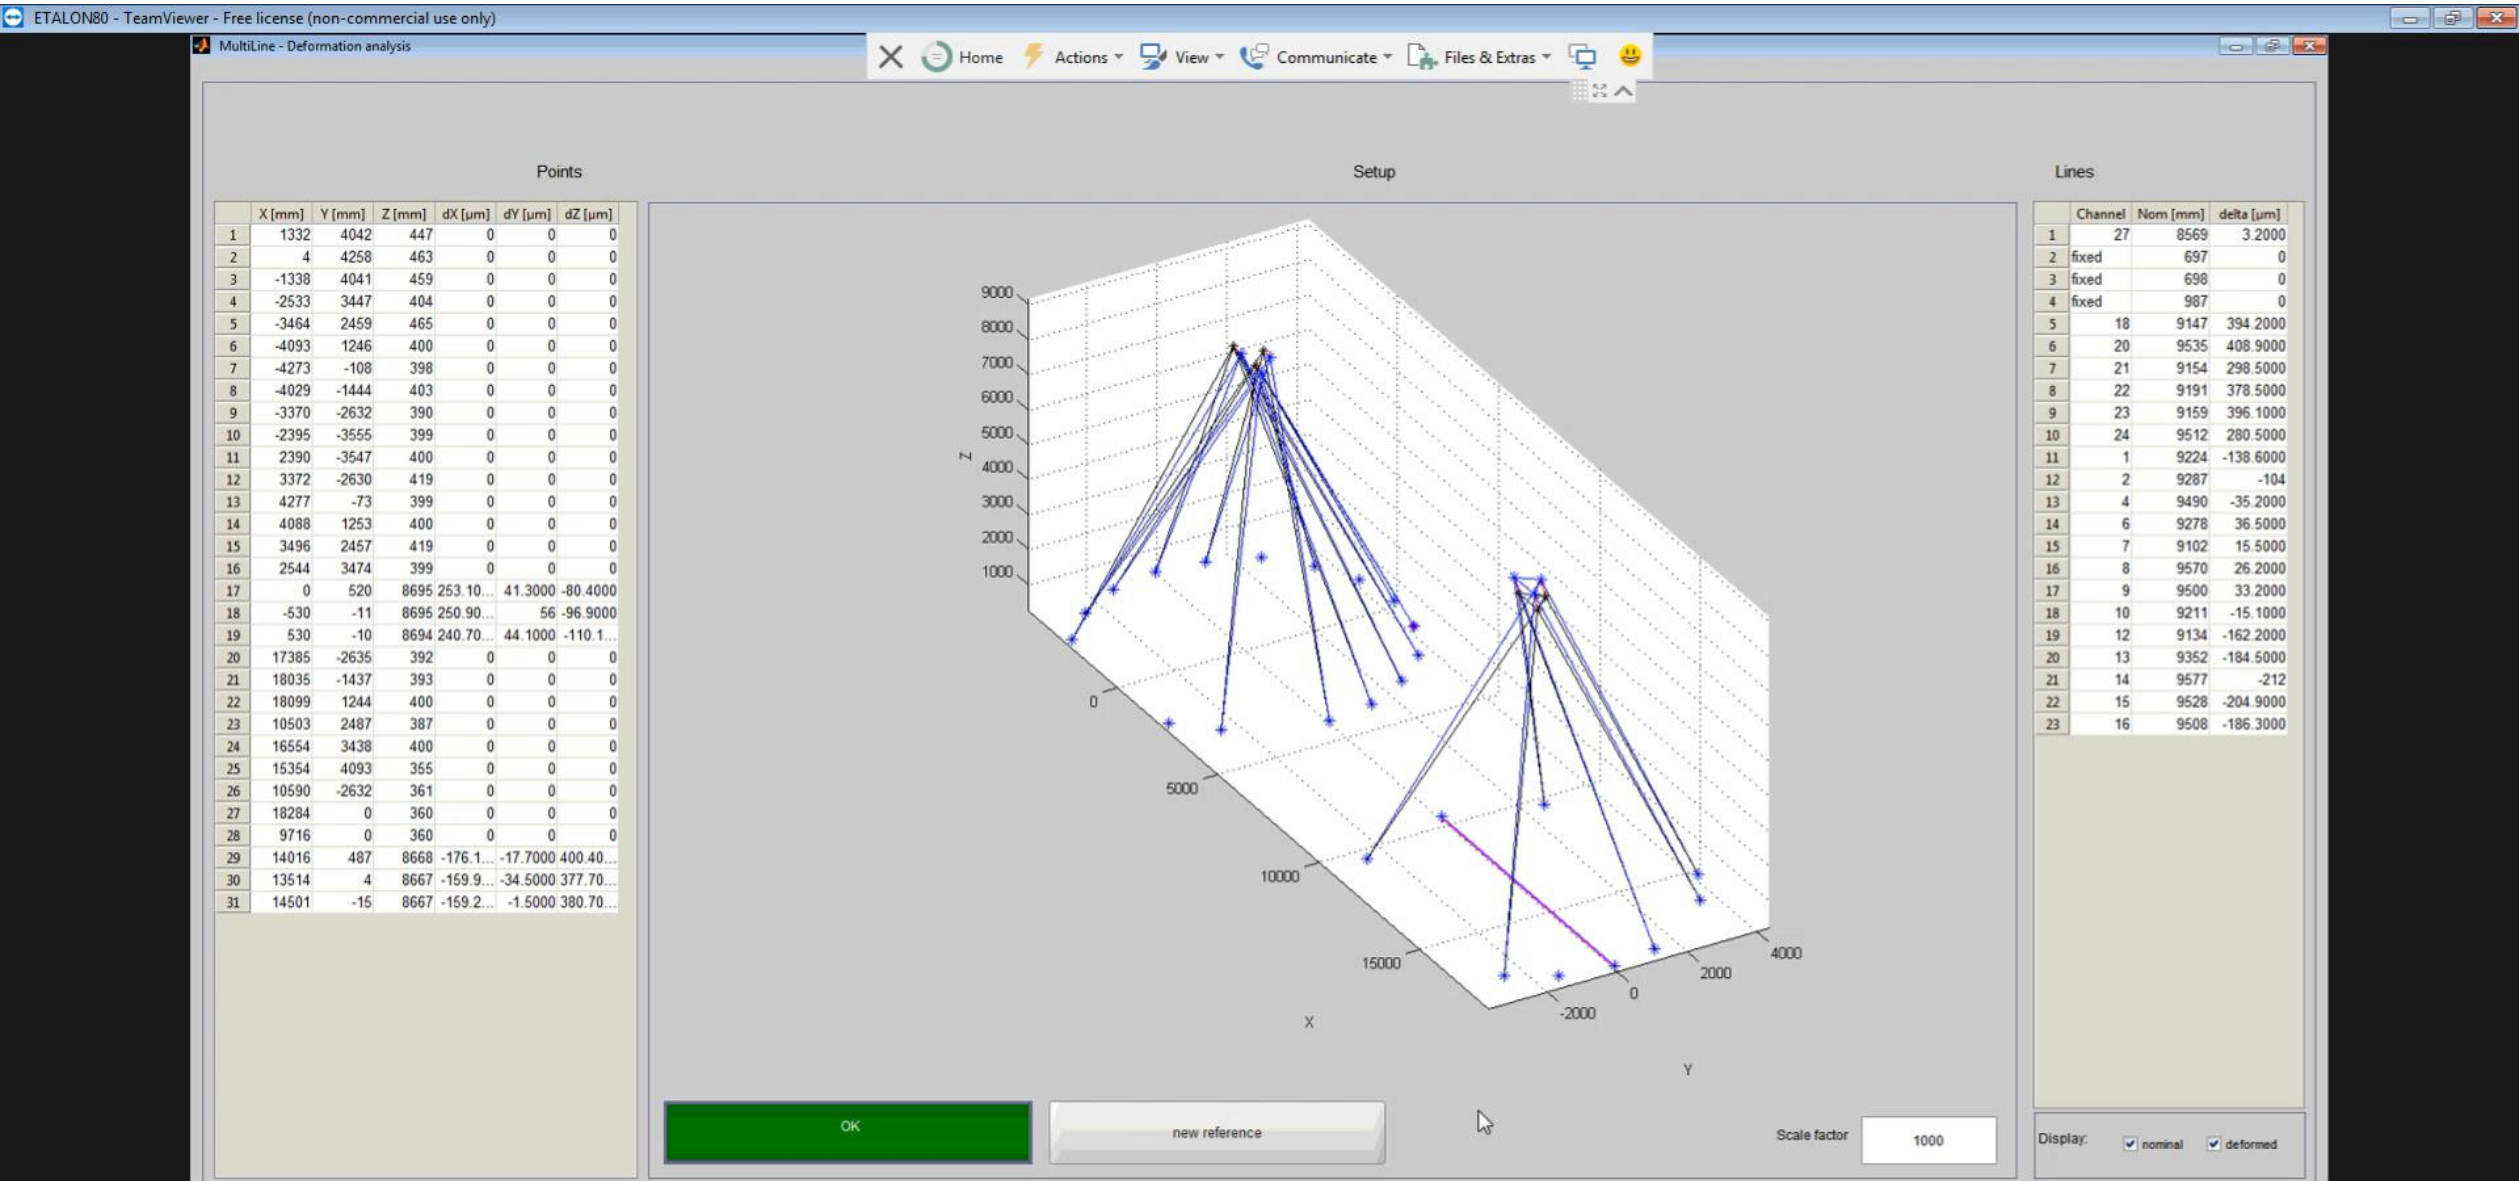 ETALON80 - TeamViewer - Free license (non-commercial use only)
MultiLine - Deformation analysis
Home Actions View Communicate Files & Extras
Points
X [mm] Y [mm] Z [mm] dX [µm] dY [µm] dZ [µm]
1 1332 4042 447 0 0 0
2 4 4258 463 0 0 0
3 -1338 4041 459 0 0 0
4 -2533 3447 404 0 0 0
5 -3464 2459 465 0 0 0
6 -4093 1246 400 0 0 0
7 -4273 -108 398 0 0 0
8 -4029 -1444 403 0 0 0
9 -3370 -2632 390 0 0 0
10 -2395 -3555 399 0 0 0
11 2390 -3547 400 0 0 0
12 3372 -2630 419 0 0 0
13 4277 -73 399 0 0 0
14 4088 1253 400 0 0 0
15 3496 2457 419 0 0 0
16 2544 3474 399 0 0 0
17 0 520 8695 253.10... 41.3000 -80.4000
18 -530 -11 8695 250.90... 56 -96.9000
19 530 -10 8694 240.70... 44.1000 -110.1...
20 17385 -2635 392 0 0 0
21 18035 -1437 393 0 0 0
22 18099 1244 400 0 0 0
23 10503 2487 387 0 0 0
24 16554 3438 400 0 0 0
25 15354 4093 355 0 0 0
26 10590 -2632 361 0 0 0
27 18284 0 360 0 0 0
28 9716 0 360 0 0 0
29 14016 487 8668 -176.1... -17.7000 400.40...
30 13514 4 8667 -159.9... -34.5000 377.70...
31 14501 -15 8667 -159.2... -1.5000 380.70...
Setup
9000
8000
7000
6000
5000
4000
3000
2000
1000
Z
0
5000
10000
15000
X
-2000
0
2000
4000
Y
OK
new reference
Scale factor 1000
Lines
Channel Nom [mm] delta [µm]
1 27 8569 3.2000
2 fixed 697 0
3 fixed 698 0
4 fixed 987 0
5 18 9147 394.2000
6 20 9535 408.9000
7 21 9154 298.5000
8 22 9191 378.5000
9 23 9159 396.1000
10 24 9512 280.5000
11 1 9224 -138.6000
12 2 9287 -104
13 4 9490 -35.2000
14 6 9278 36.5000
15 7 9102 15.5000
16 8 9570 26.2000
17 9 9500 33.2000
18 10 9211 -15.1000
19 12 9134 -162.2000
20 13 9352 -184.5000
21 14 9577 -212
22 15 9528 -204.9000
23 16 9508 -186.3000
Display: nominal deformed